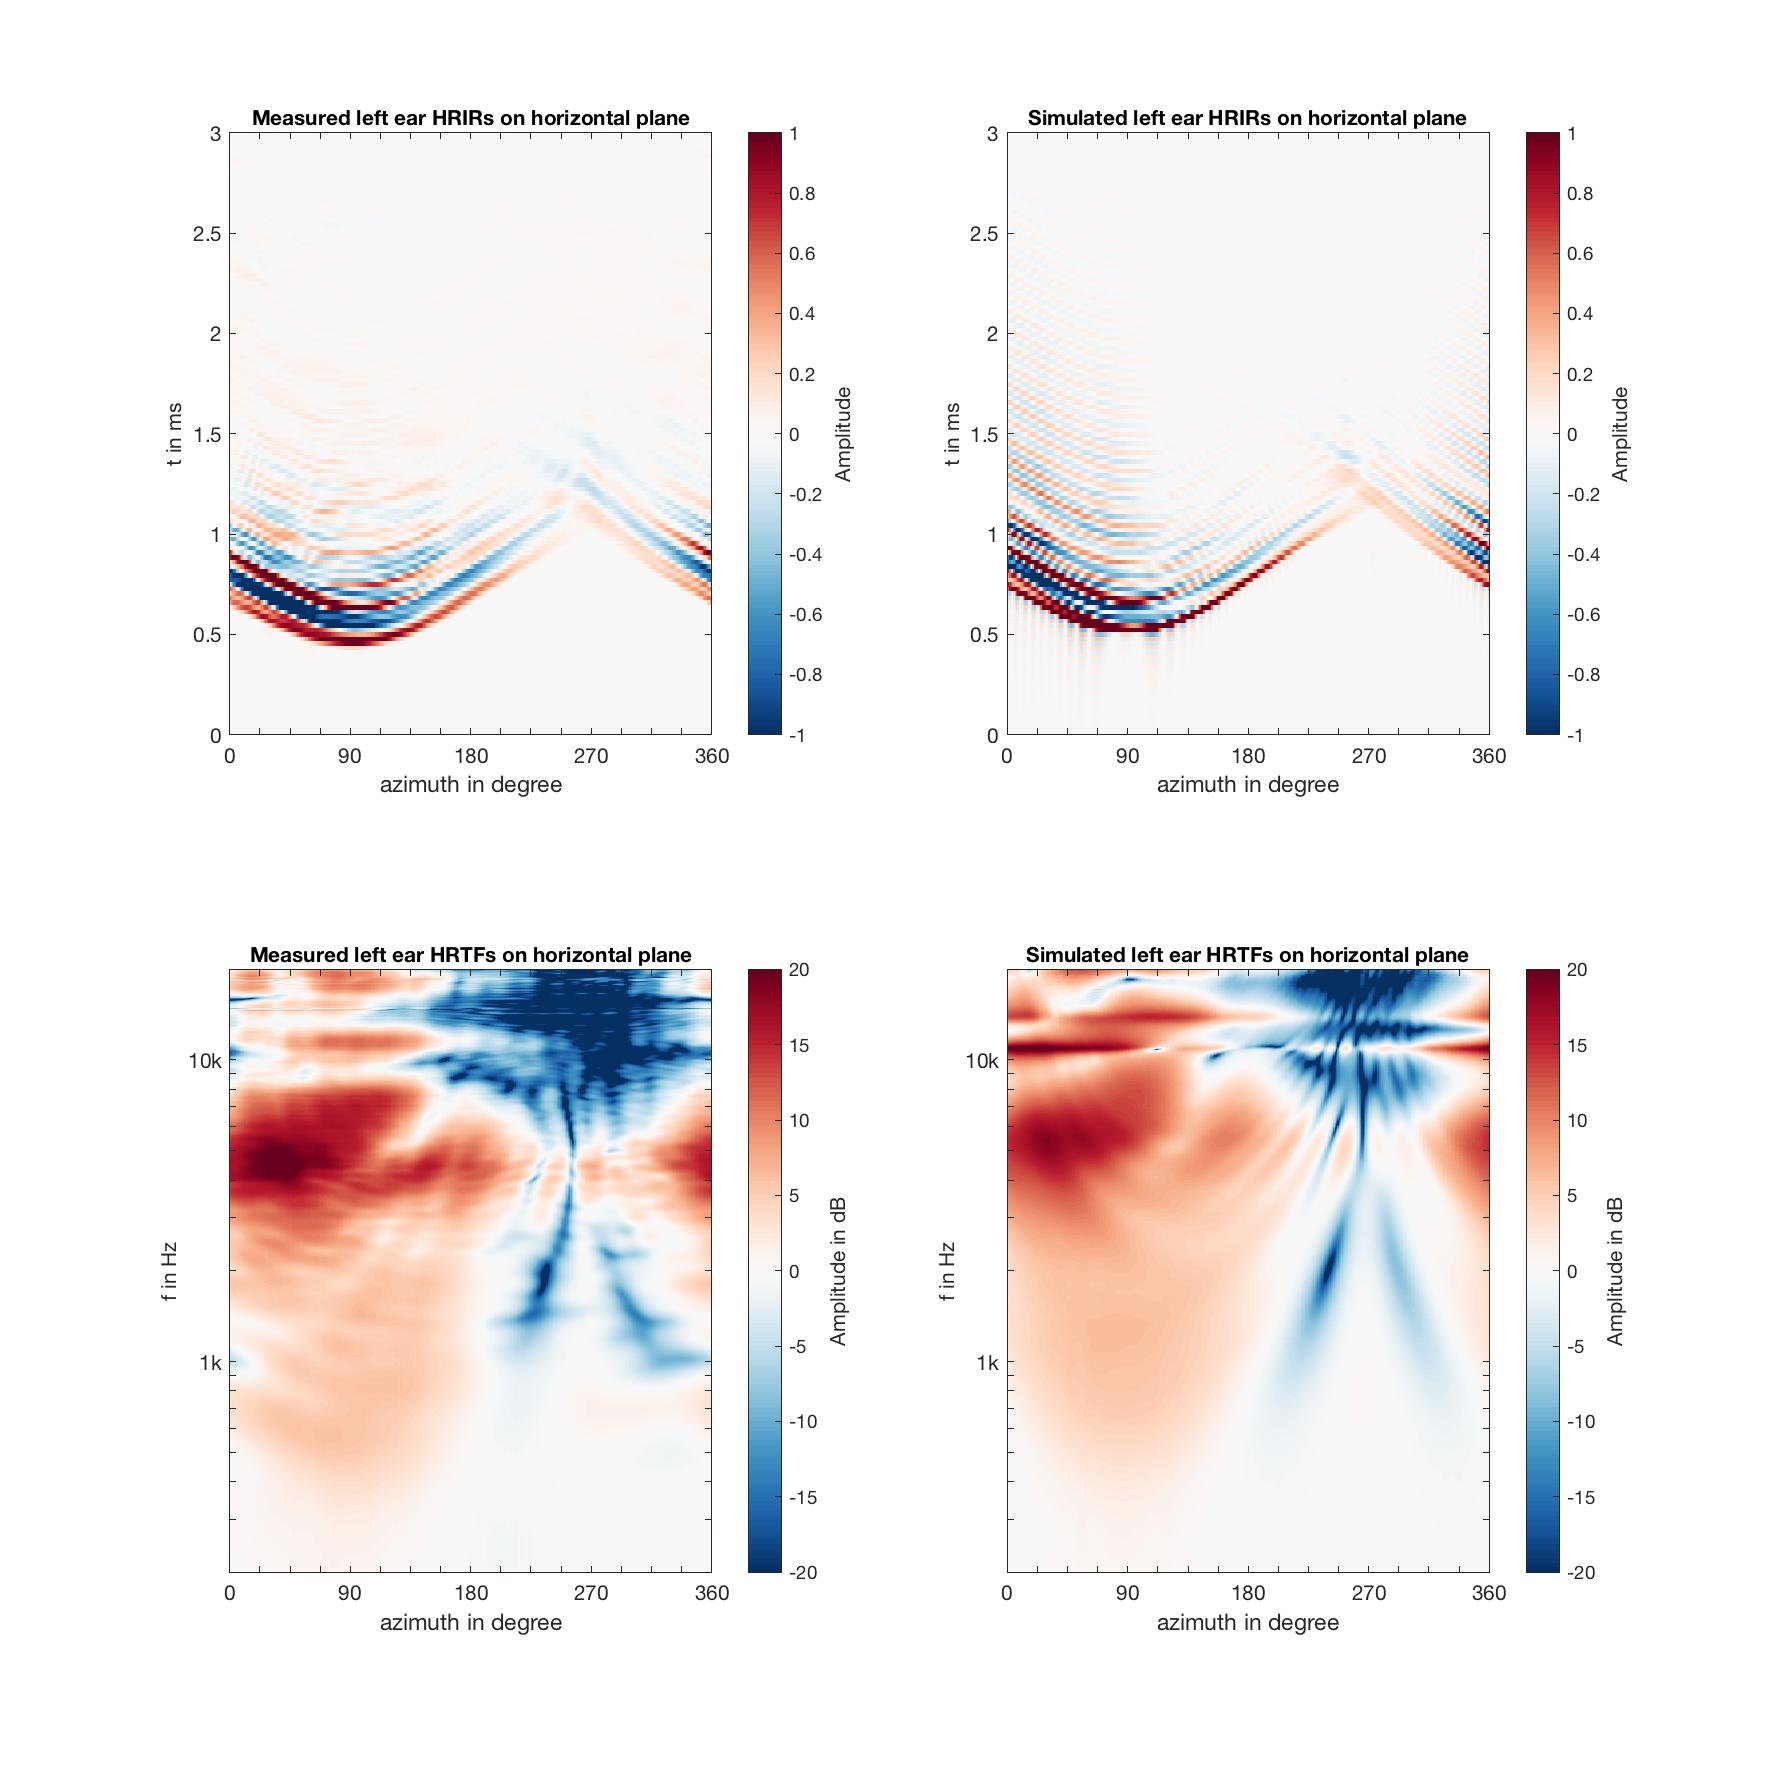 Measured left ear HRIRs on horizontal plane
3
2.5
2
1.5
1
0.5
0
t in ms
0 90 180 270 360
azimuth in degree
1
0.8
0.6
0.4
0.2
0
-0.2
-0.4
-0.6
-0.8
-1
Amplitude
Simulated left ear HRIRs on horizontal plane
3
2.5
2
1.5
1
0.5
0
t in ms
0 90 180 270 360
azimuth in degree
1
0.8
0.6
0.4
0.2
0
-0.2
-0.4
-0.6
-0.8
-1
Amplitude
Measured left ear HRTFs on horizontal plane
10k
1k
f in Hz
0 90 180 270 360
azimuth in degree
20
15
10
5
0
-5
-10
-15
-20
Amplitude in dB
Simulated left ear HRTFs on horizontal plane
10k
1k
f in Hz
0 90 180 270 360
azimuth in degree
20
15
10
5
0
-5
-10
-15
-20
Amplitude in dB